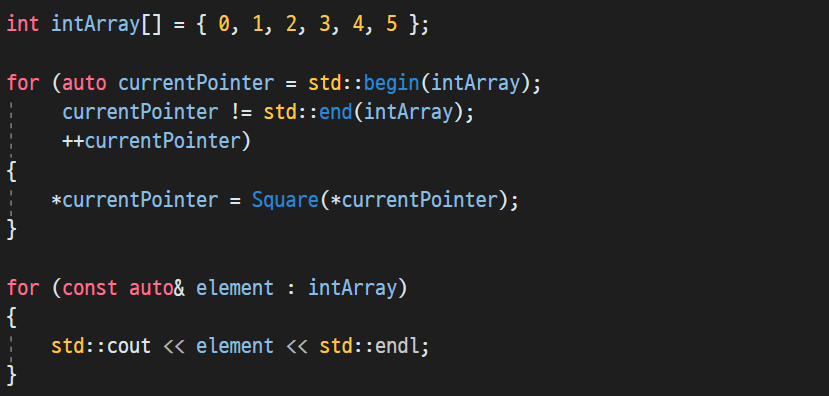 int intArray[] = { 0, 1, 2, 3, 4, 5 };
for (auto currentPointer = std::begin(intArray);
currentPointer != std::end(intArray);
++currentPointer)
{
*currentPointer = Square(*currentPointer);
}
for (const auto& element : intArray)
{
std::cout << element << std::endl;
}